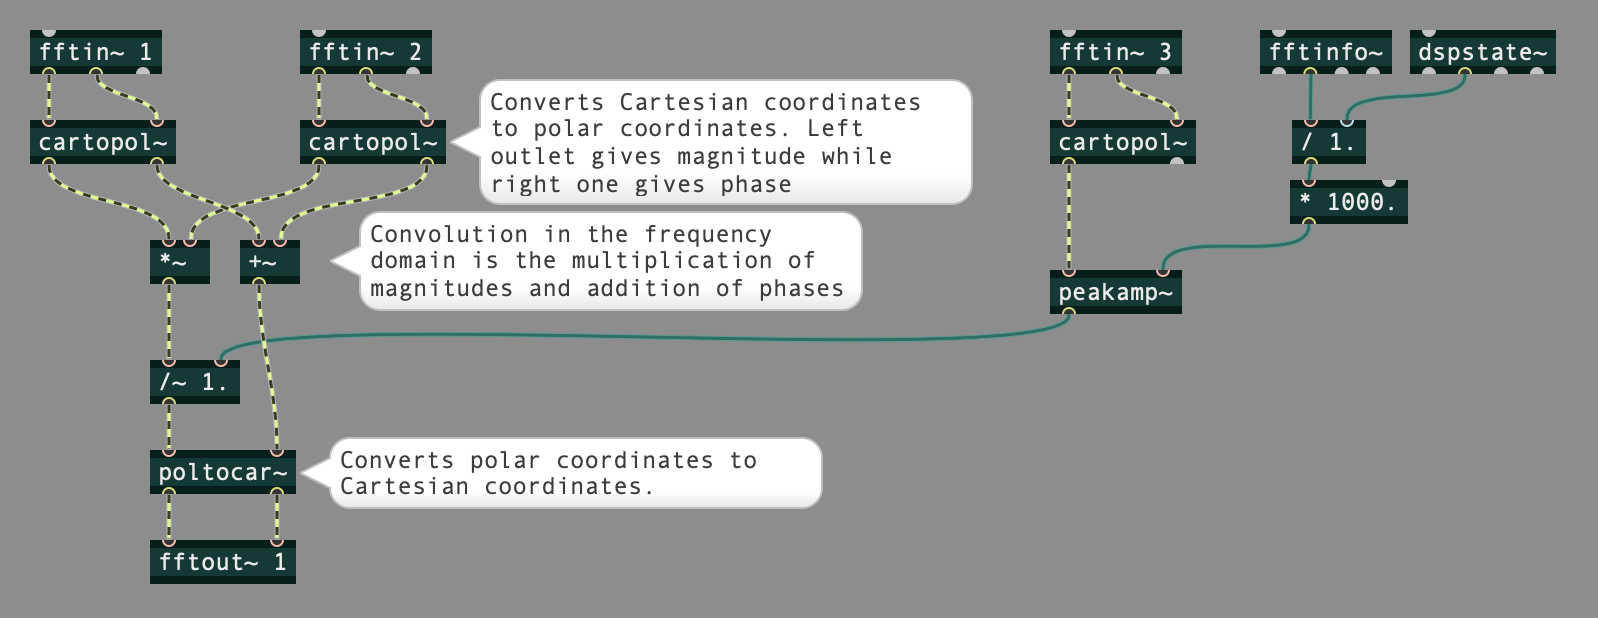 fftin~ 1
fftin~ 2
fftin~ 3
fftinfo~
dspstate~
Converts Cartesian coordinates
to polar coordinates. Left
outlet gives magnitude while
right one gives phase
cartopol~
cartopol~
cartopol~
/ 1.
* 1000.
Convolution in the frequency
domain is the multiplication of
magnitudes and addition of phases
*~
+~
peakamp~
/~ 1.
Converts polar coordinates to
Cartesian coordinates.
poltocar~
fftout~ 1